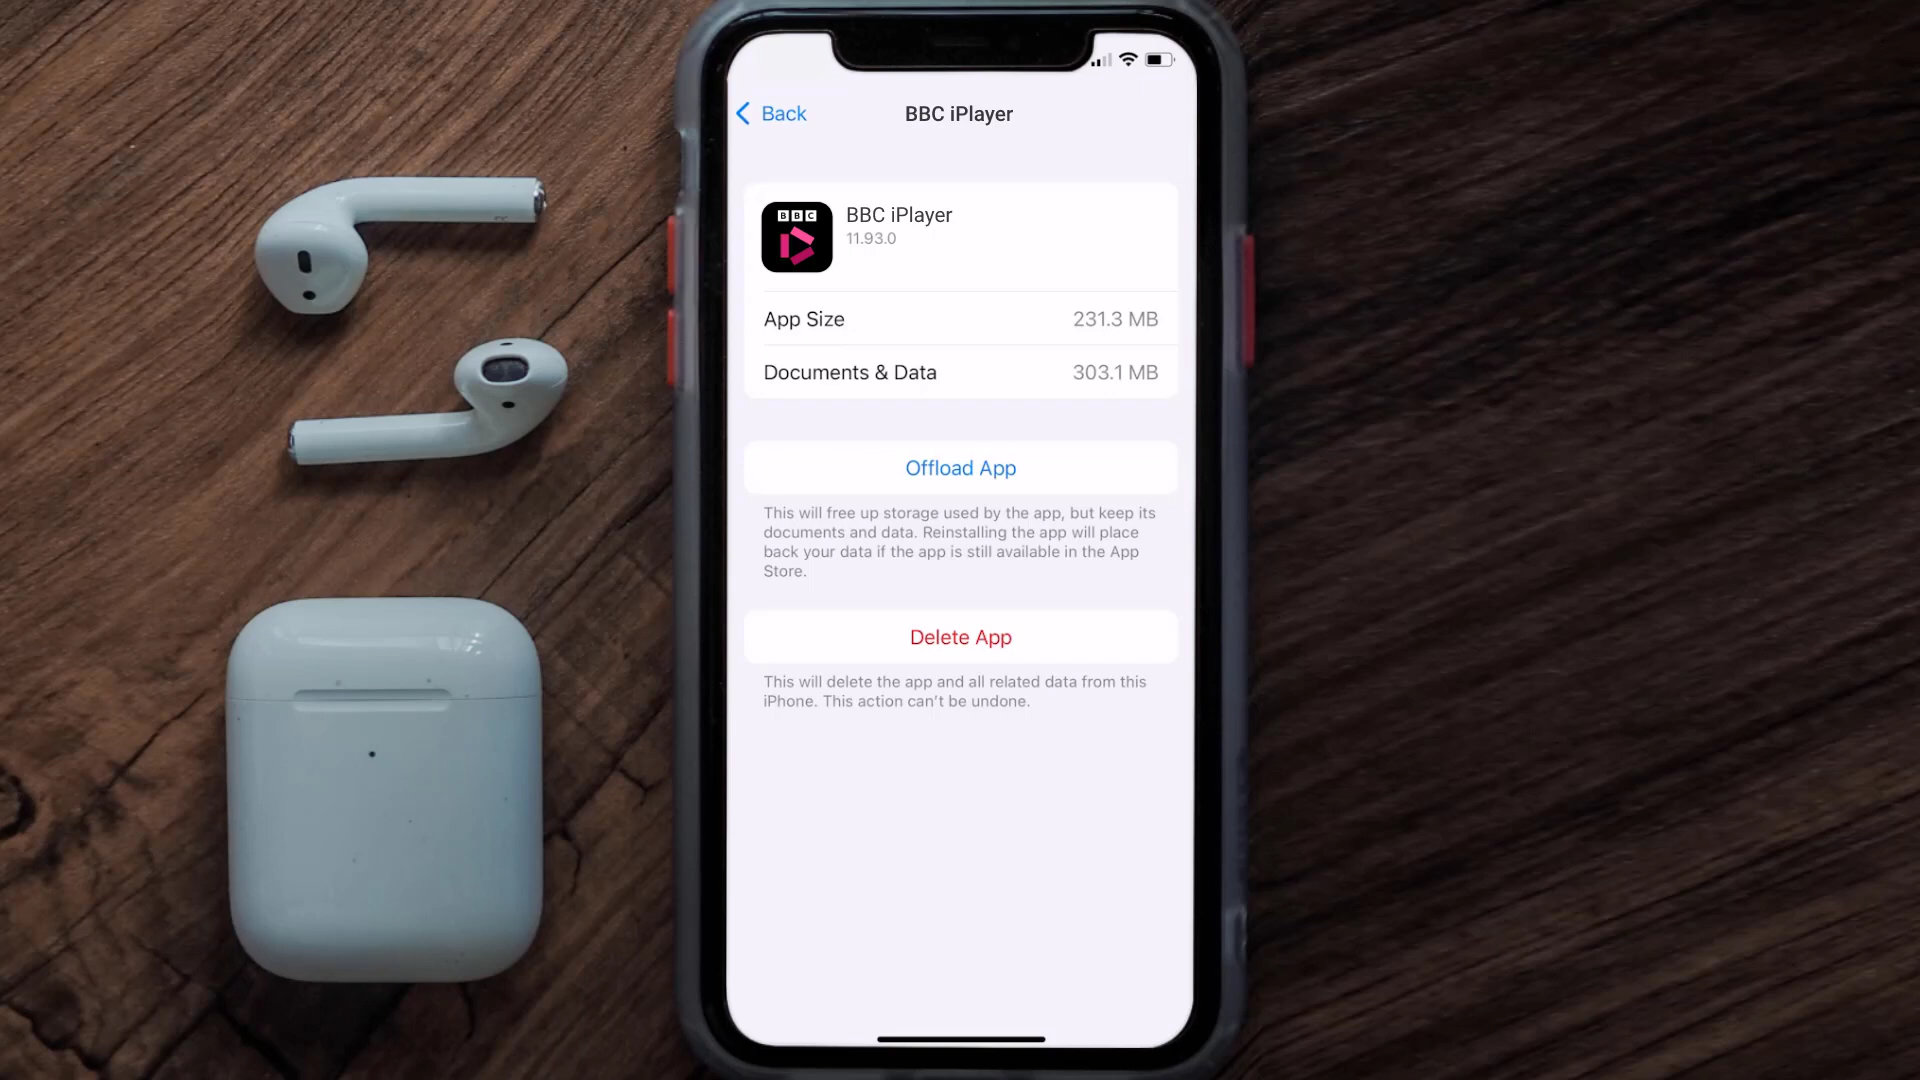 Back
BBC iPlayer
BBC
BBC iPlayer
11.93.0
App Size 231.3 MB
Documents & Data 303.1 MB
Offload App
This will free up storage used by the app, but keep its
documents and data. Reinstalling the app will place
back your data if the app is still available in the App
Store.
Delete App
This will delete the app and all related data from this
iPhone. This action can't be undone.